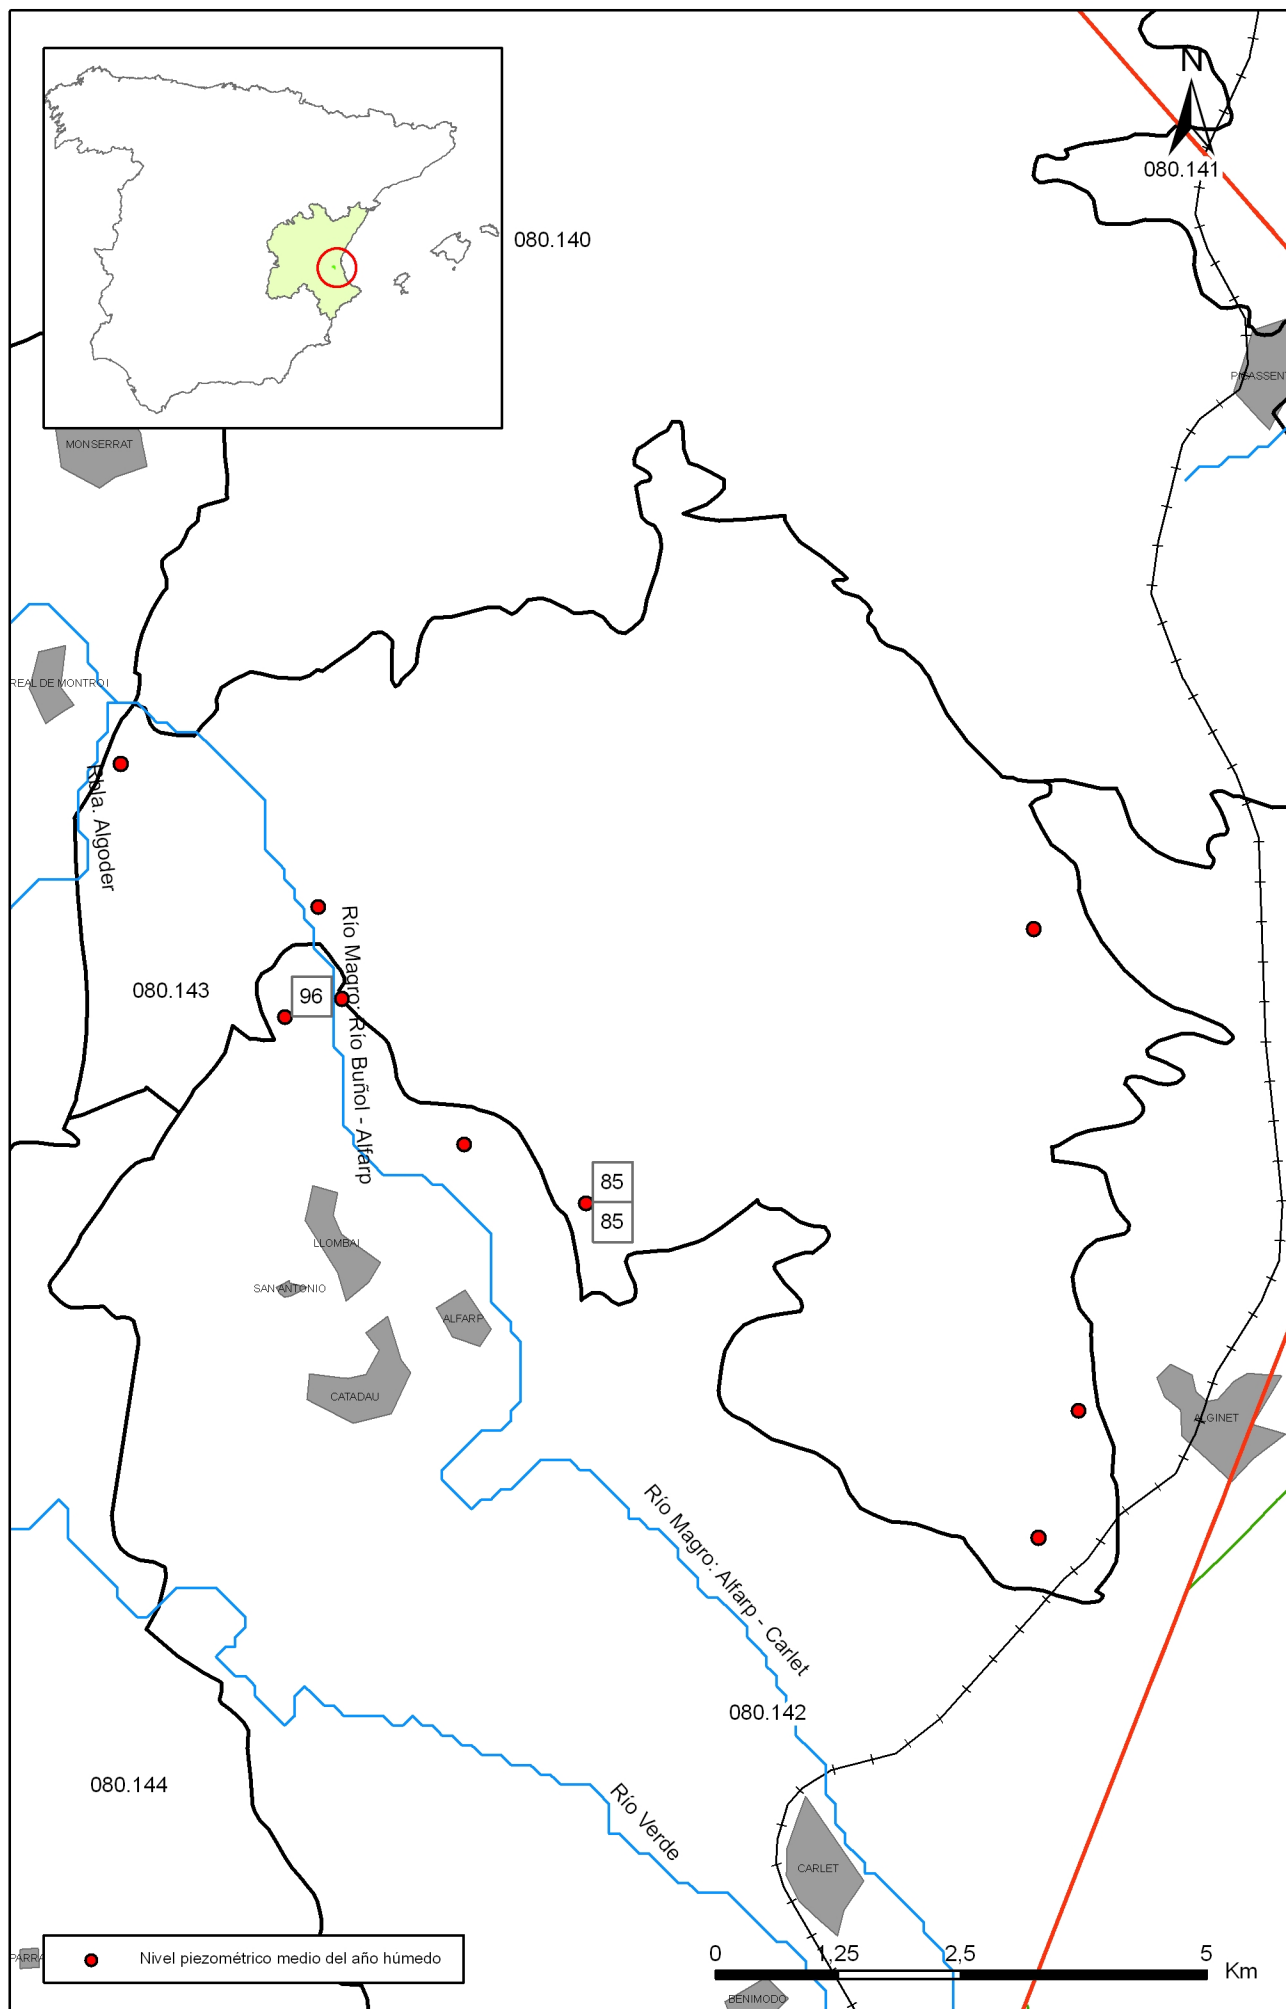 N
080.141
080.140
PICASSENT
MONSERRAT
REAL DE MONTROI
Rbla. Algoder
Río Magro: Río Buñol - Alfarp
080.143
96
85
85
LLOMBAI
SAN ANTONIO
ALFARP
CATADAU
ALGINET
Río Magro: Alfarp - Carlet
080.142
080.144
Río Verde
CARLET
PARRA
Nivel piezométrico medio del año húmedo
0 1,25 2,5 5
Km
BENIMODO